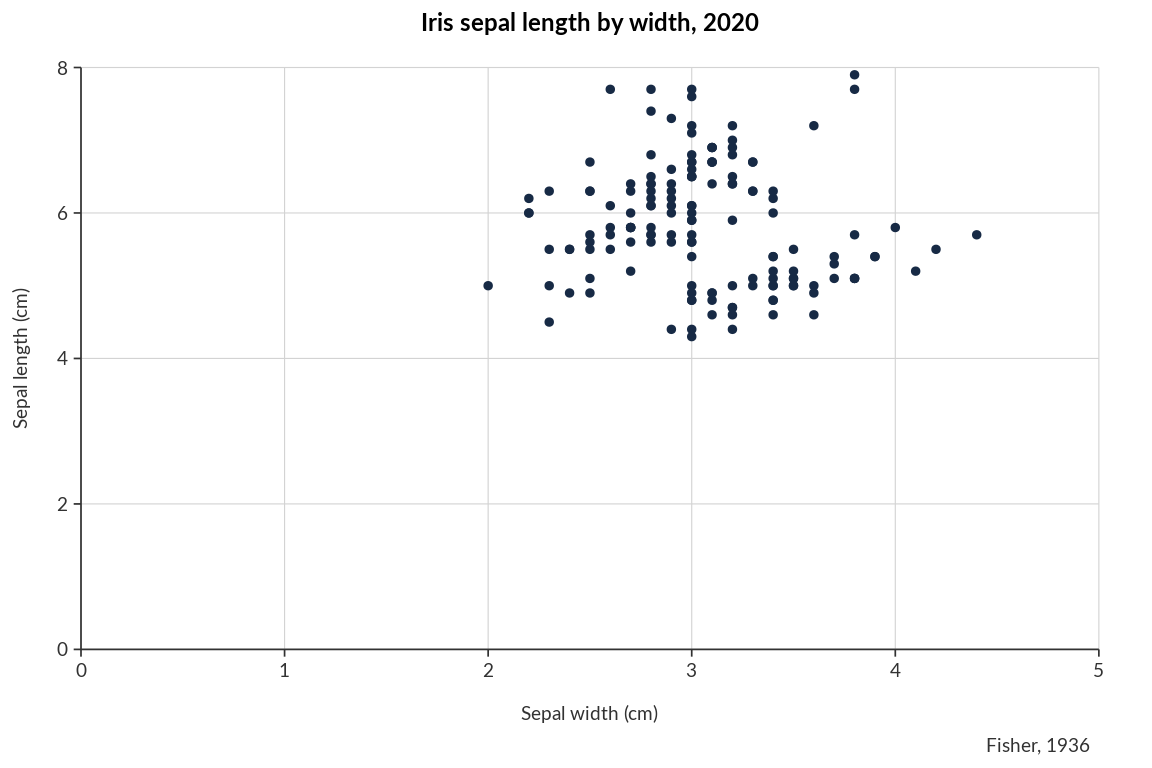 Iris sepal length by width, 2020
8
6
4
2
0
Sepal length (cm)
0 1 2 3 4 5
Sepal width (cm)
Fisher, 1936